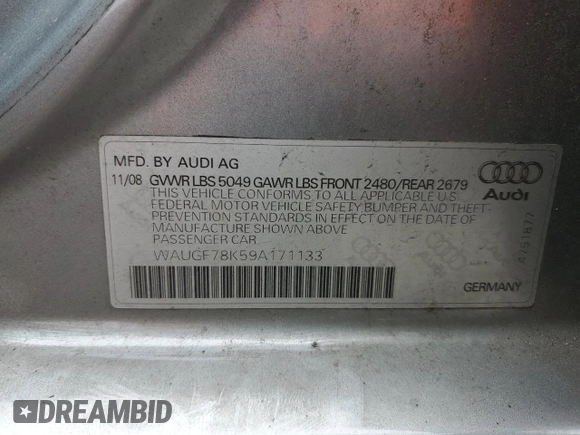 MFD. BY AUDI AG
11/08 GVWR LBS 5049 GAWR LBS FRONT 2480/REAR 2679
THIS VEHICLE CONFORMS TO ALL APPLICABLE U.S
FEDERAL MOTOR VEHICLE SAFETY BUMPER AND THEFT-
PREVENTION STANDARDS IN EFFECT ON THE DATE OF
MANUFACTURE SHOWN ABOVE
PASSENGER CAR
WAUGF78K59A171133
Audi
4751877
GERMANY
DREAMBID